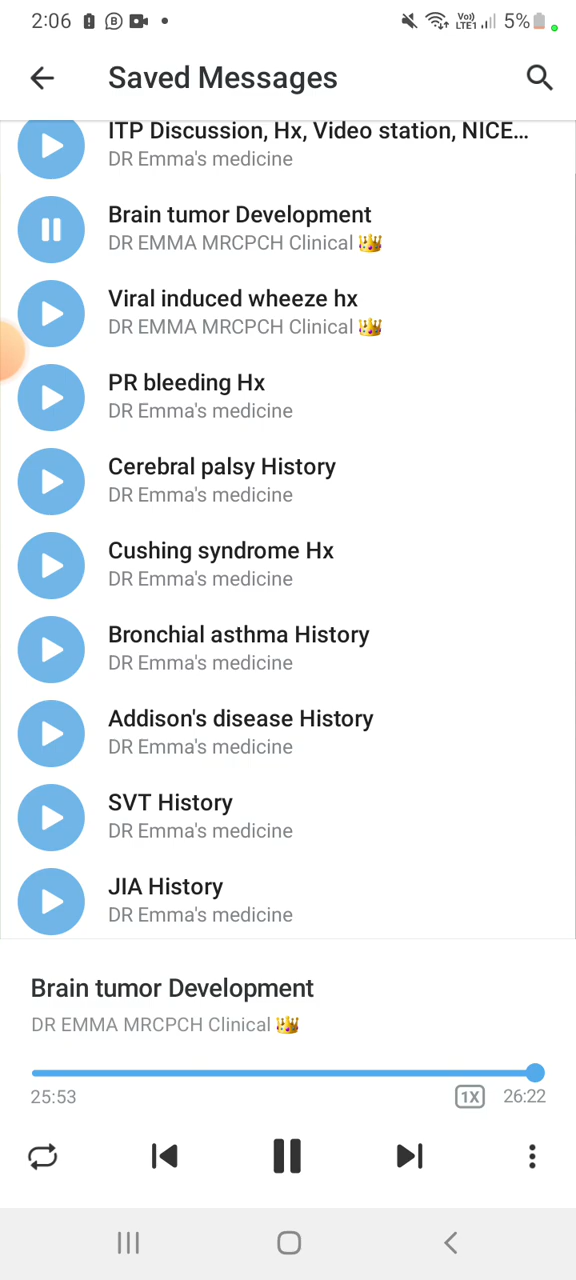 2:06
Vo)) LTE1 5%
Saved Messages
ITP Discussion, Hx, Video station, NICE...
DR Emma's medicine
Brain tumor Development
DR EMMA MRCPCH Clinical 👑
Viral induced wheeze hx
DR EMMA MRCPCH Clinical 👑
PR bleeding Hx
DR Emma's medicine
Cerebral palsy History
DR Emma's medicine
Cushing syndrome Hx
DR Emma's medicine
Bronchial asthma History
DR Emma's medicine
Addison's disease History
DR Emma's medicine
SVT History
DR Emma's medicine
JIA History
DR Emma's medicine
Brain tumor Development
DR EMMA MRCPCH Clinical 👑
25:53 1X 26:22